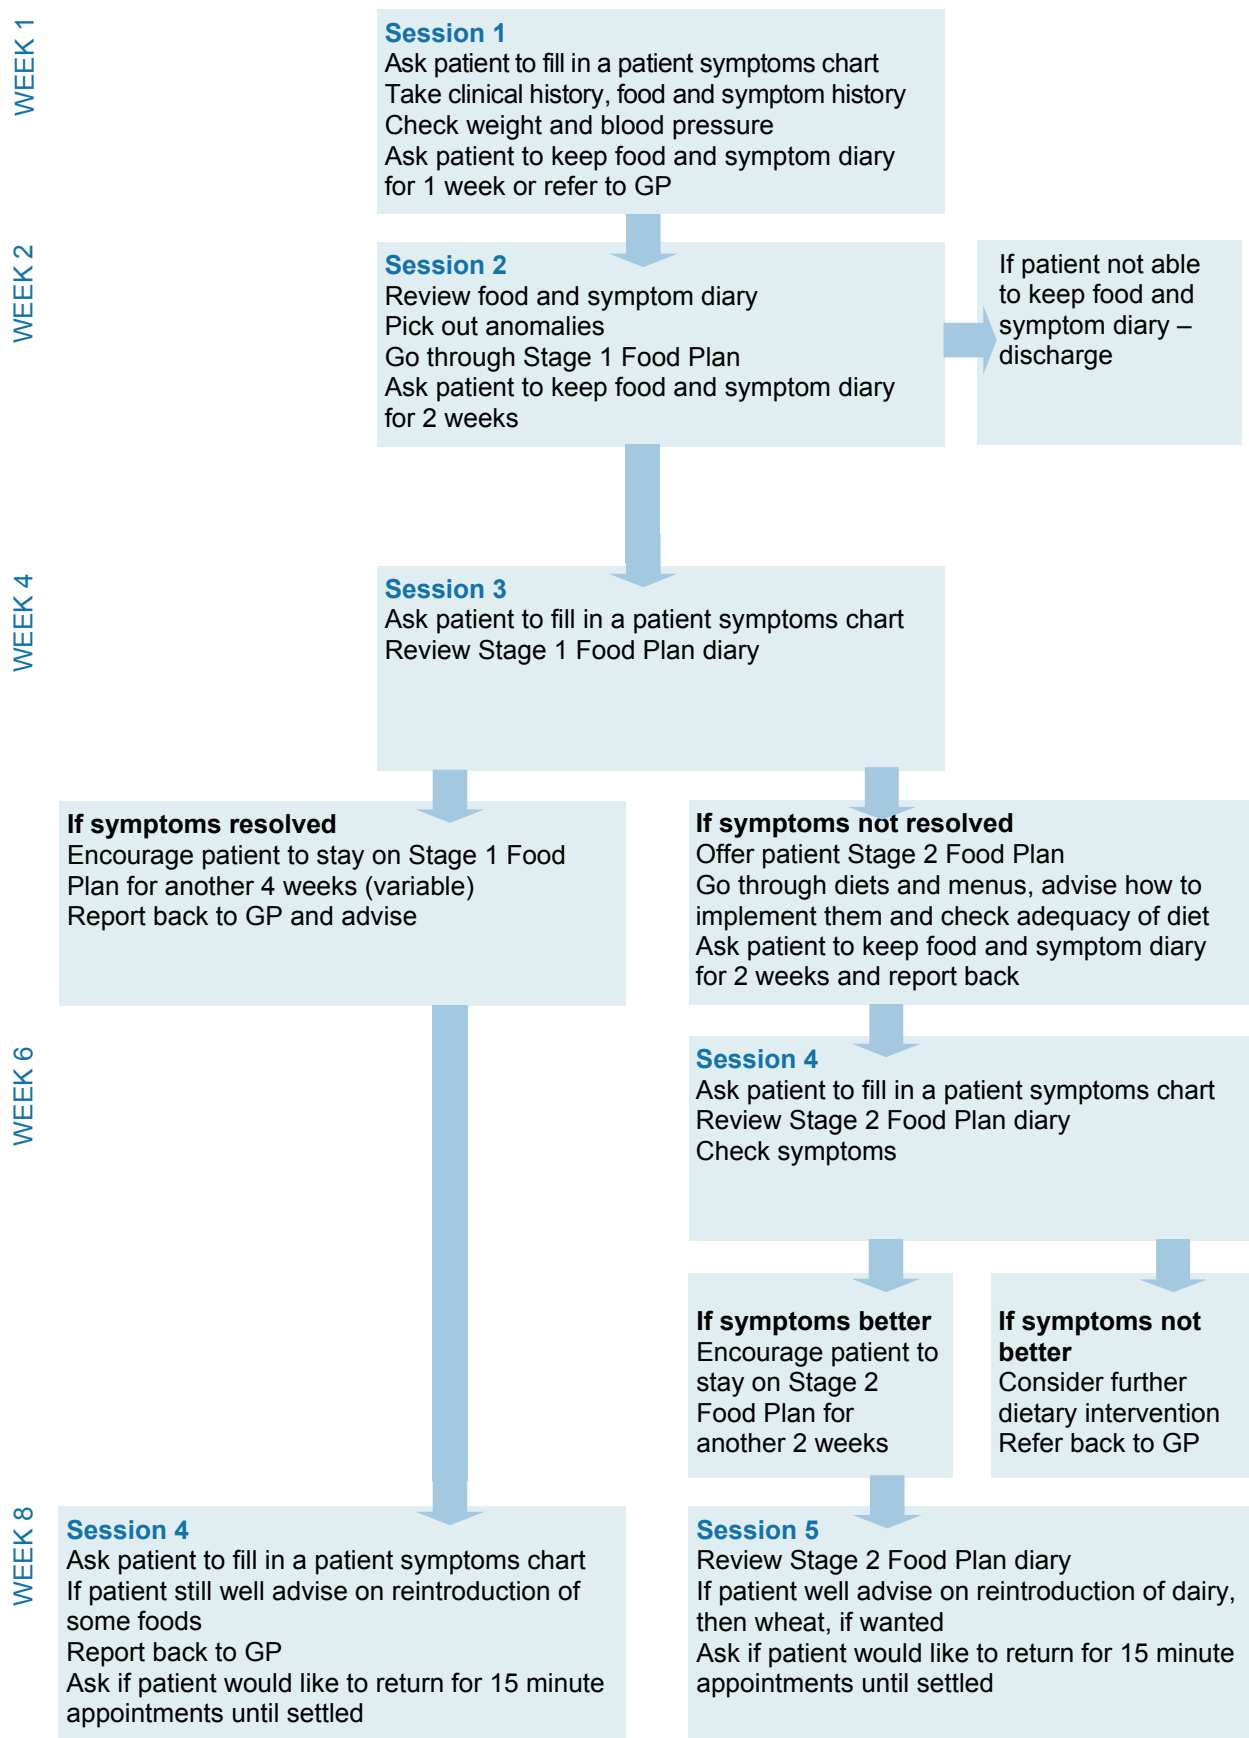 WEEK 1
Session 1
Ask patient to fill in a patient symptoms chart
Take clinical history, food and symptom history
Check weight and blood pressure
Ask patient to keep food and symptom diary
for 1 week or refer to GP
WEEK 2
Session 2
Review food and symptom diary
Pick out anomalies
Go through Stage 1 Food Plan
Ask patient to keep food and symptom diary
for 2 weeks
If patient not able
to keep food and
symptom diary –
discharge
WEEK 4
Session 3
Ask patient to fill in a patient symptoms chart
Review Stage 1 Food Plan diary
If symptoms resolved
Encourage patient to stay on Stage 1 Food
Plan for another 4 weeks (variable)
Report back to GP and advise
If symptoms not resolved
Offer patient Stage 2 Food Plan
Go through diets and menus, advise how to
implement them and check adequacy of diet
Ask patient to keep food and symptom diary
for 2 weeks and report back
WEEK 6
Session 4
Ask patient to fill in a patient symptoms chart
Review Stage 2 Food Plan diary
Check symptoms
If symptoms better
Encourage patient to
stay on Stage 2
Food Plan for
another 2 weeks
If symptoms not
better
Consider further
dietary intervention
Refer back to GP
WEEK 8
Session 4
Ask patient to fill in a patient symptoms chart
If patient still well advise on reintroduction of
some foods
Report back to GP
Ask if patient would like to return for 15 minute
appointments until settled
Session 5
Review Stage 2 Food Plan diary
If patient well advise on reintroduction of dairy,
then wheat, if wanted
Ask if patient would like to return for 15 minute
appointments until settled